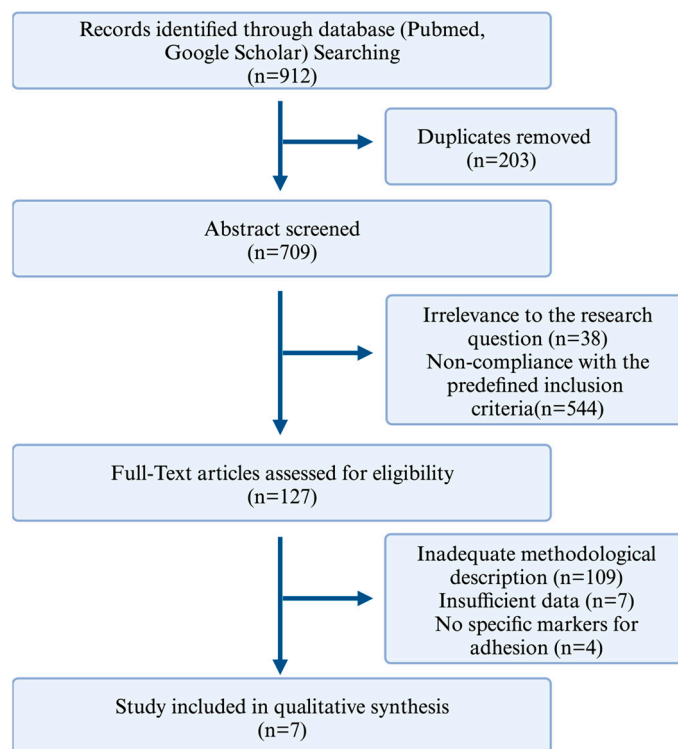 Records identified through database (Pubmed,
Google Scholar) Searching
(n=912)
Duplicates removed
(n=203)
Abstract screened
(n=709)
Irrelevance to the research
question (n=38)
Non-compliance with the
predefined inclusion
criteria(n=544)
Full-Text articles assessed for eligibility
(n=127)
Inadequate methodological
description (n=109)
Insufficient data (n=7)
No specific markers for
adhesion (n=4)
Study included in qualitative synthesis
(n=7)